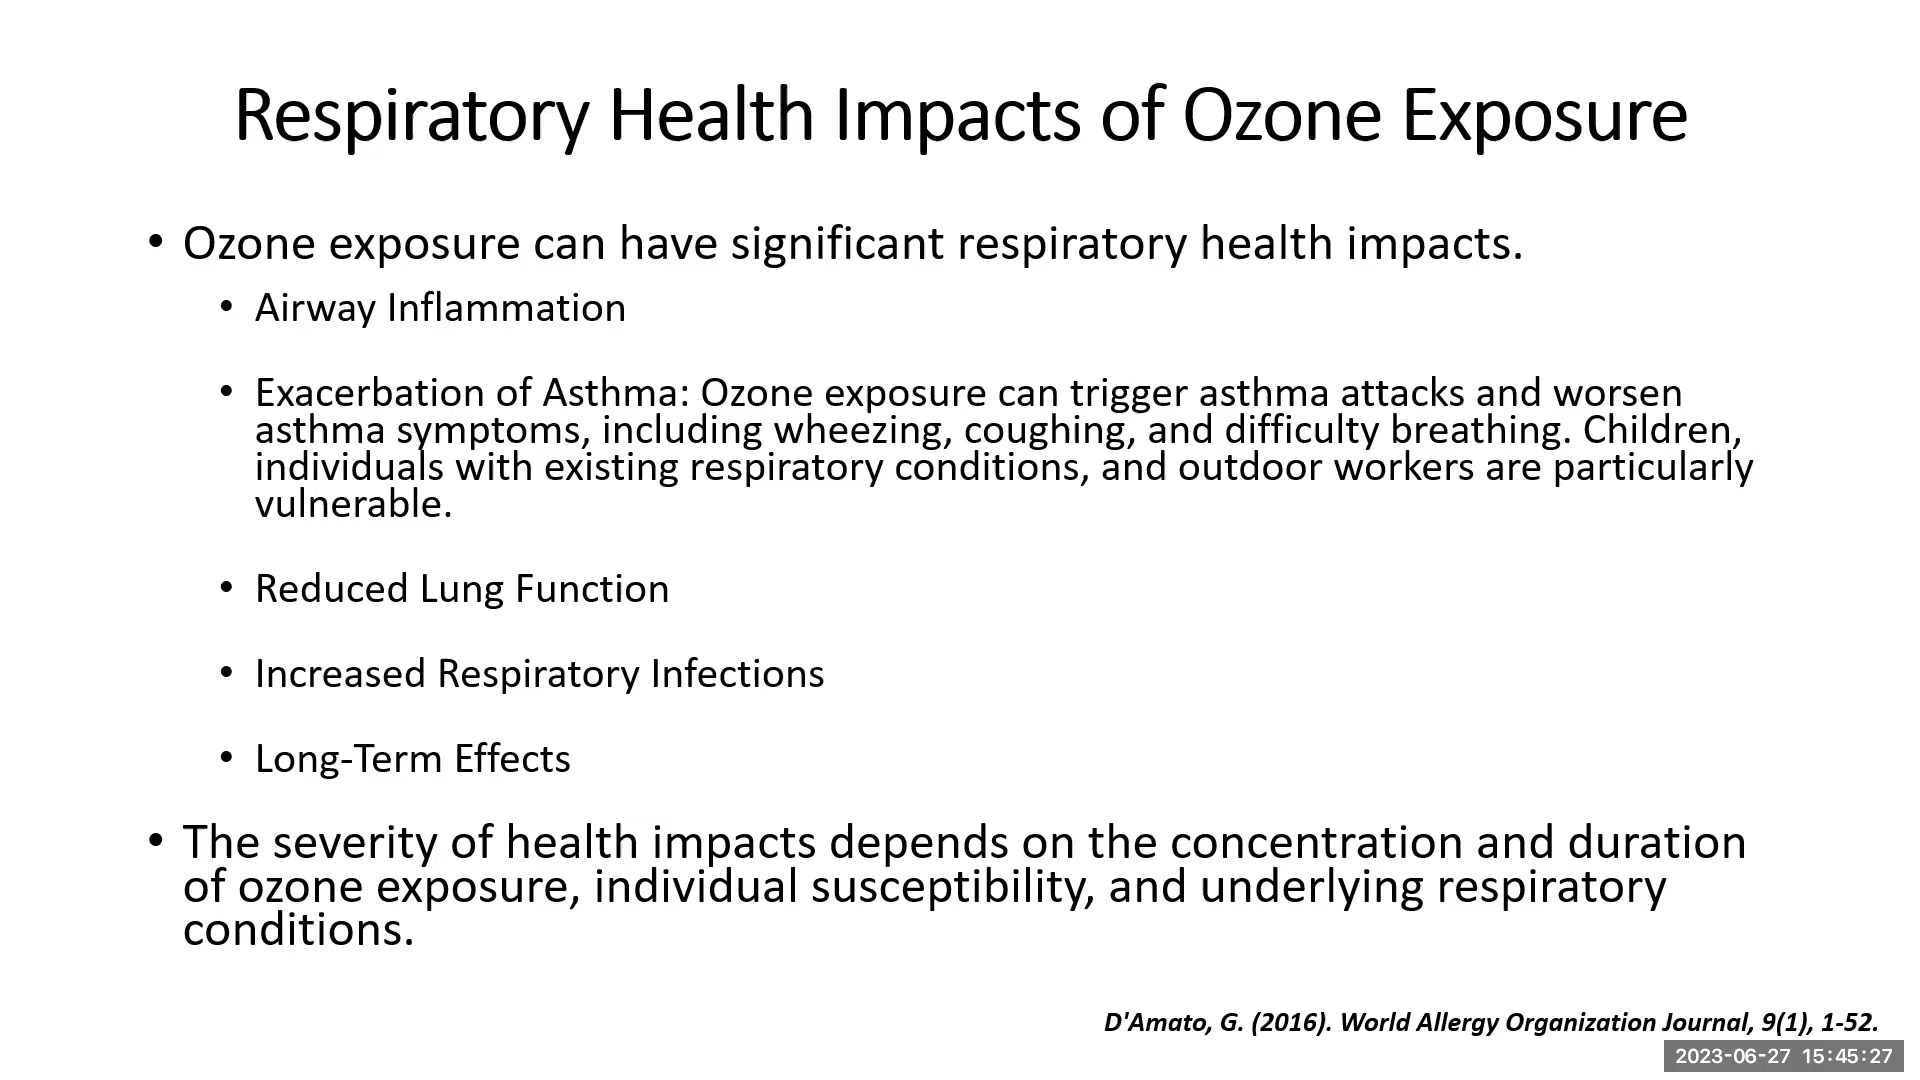 Respiratory Health Impacts of Ozone Exposure
• Ozone exposure can have significant respiratory health impacts.
• Airway Inflammation
• Exacerbation of Asthma: Ozone exposure can trigger asthma attacks and worsen
asthma symptoms, including wheezing, coughing, and difficulty breathing. Children,
individuals with existing respiratory conditions, and outdoor workers are particularly
vulnerable.
• Reduced Lung Function
• Increased Respiratory Infections
• Long-Term Effects
• The severity of health impacts depends on the concentration and duration
of ozone exposure, individual susceptibility, and underlying respiratory
conditions.
D'Amato, G. (2016). World Allergy Organization Journal, 9(1), 1-52.
2023-06-27 15:45:27